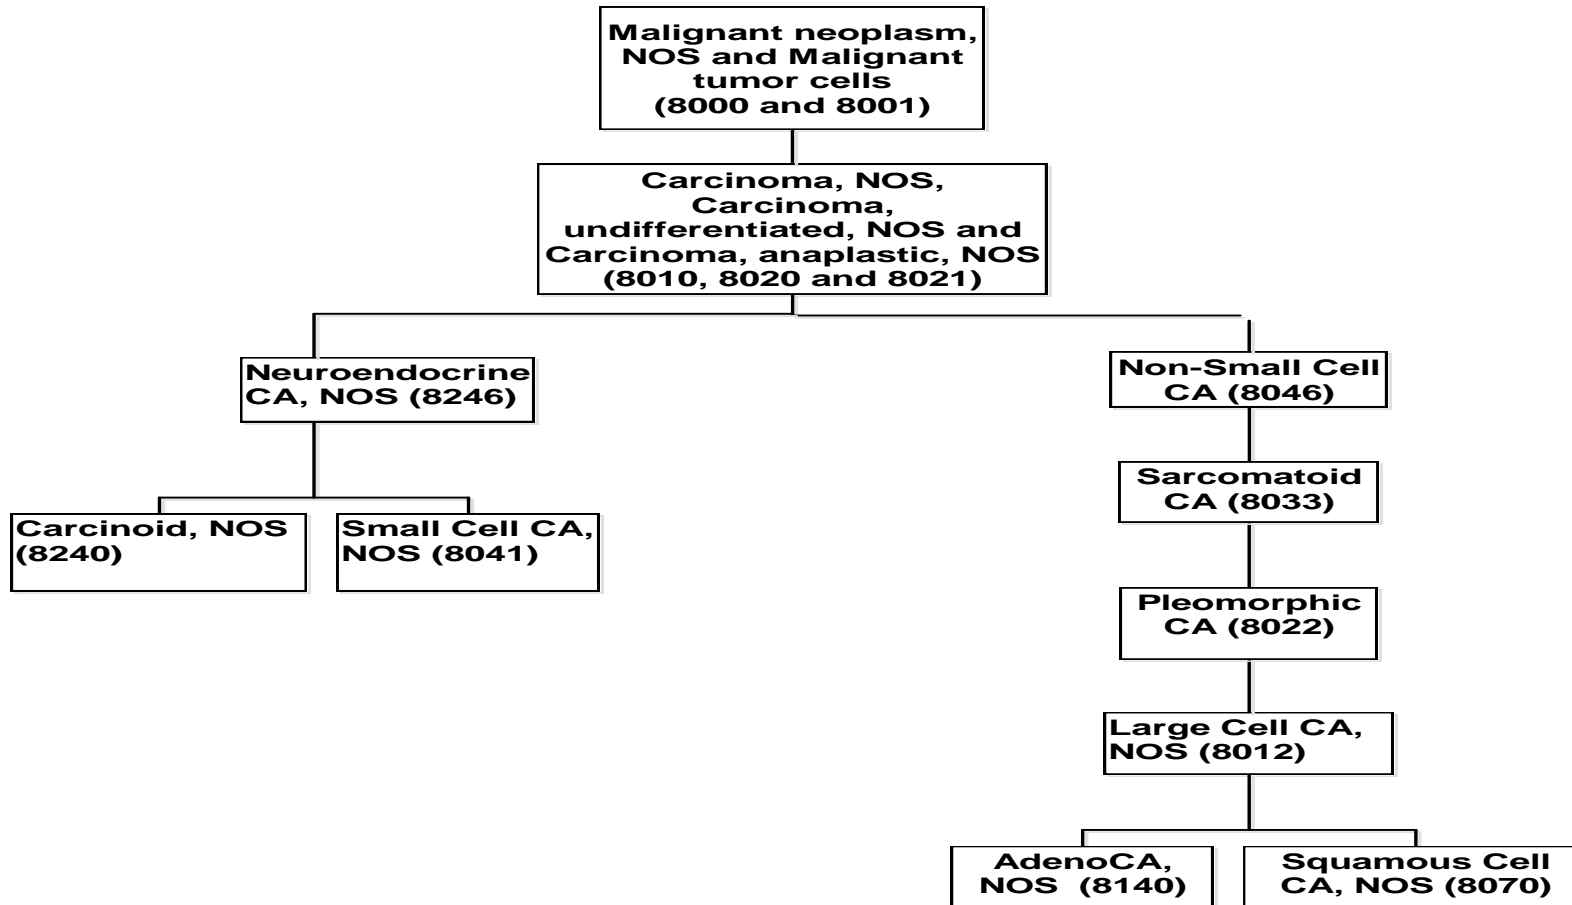 Malignant neoplasm,
NOS and Malignant
tumor cells
(8000 and 8001)
Carcinoma, NOS,
Carcinoma,
undifferentiated, NOS and
Carcinoma, anaplastic, NOS
(8010, 8020 and 8021)
Neuroendocrine
CA, NOS (8246)
Non-Small Cell
CA (8046)
Carcinoid, NOS
(8240)
Small Cell CA,
NOS (8041)
Sarcomatoid
CA (8033)
Pleomorphic
CA (8022)
Large Cell CA,
NOS (8012)
AdenoCA,
NOS (8140)
Squamous Cell
CA, NOS (8070)